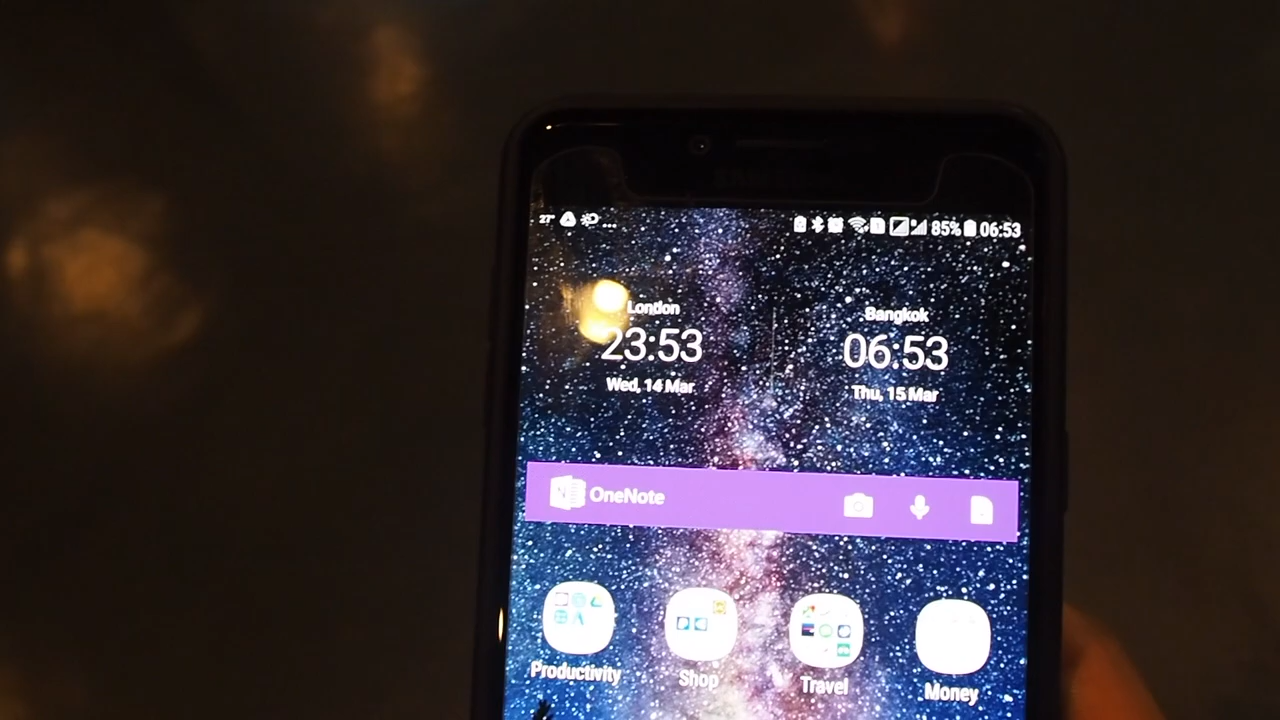 27° ... 85% 06:53
London
23:53
Wed, 14 Mar
Bangkok
06:53
Thu, 15 Mar
OneNote
Productivity
Shop
Travel
Money